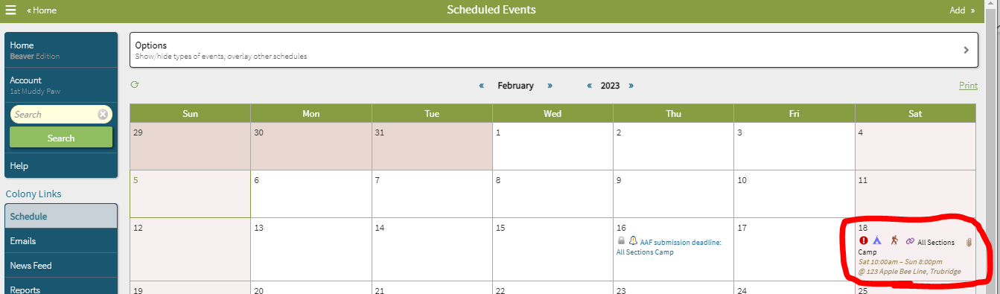 « Home
Scheduled Events
Add »
Home
Beaver Edition
Account
1st Muddy Paw
Search
Search
Help
Colony Links
Schedule
Emails
News Feed
Reports
Options
Show/hide types of events, overlay other schedules
« February »
« 2023 »
Print
Sun Mon Tue Wed Thu Fri Sat
29 30 31 1 2 3 4
5 6 7 8 9 10 11
12 13 14 15 16 17 18
AAF submission deadline:
All Sections Camp
All Sections
Camp
Sat 10:00am – Sun 8:00pm
@ 123 Apple Bee Line, Trubridge
19 20 21 22 23 24 25